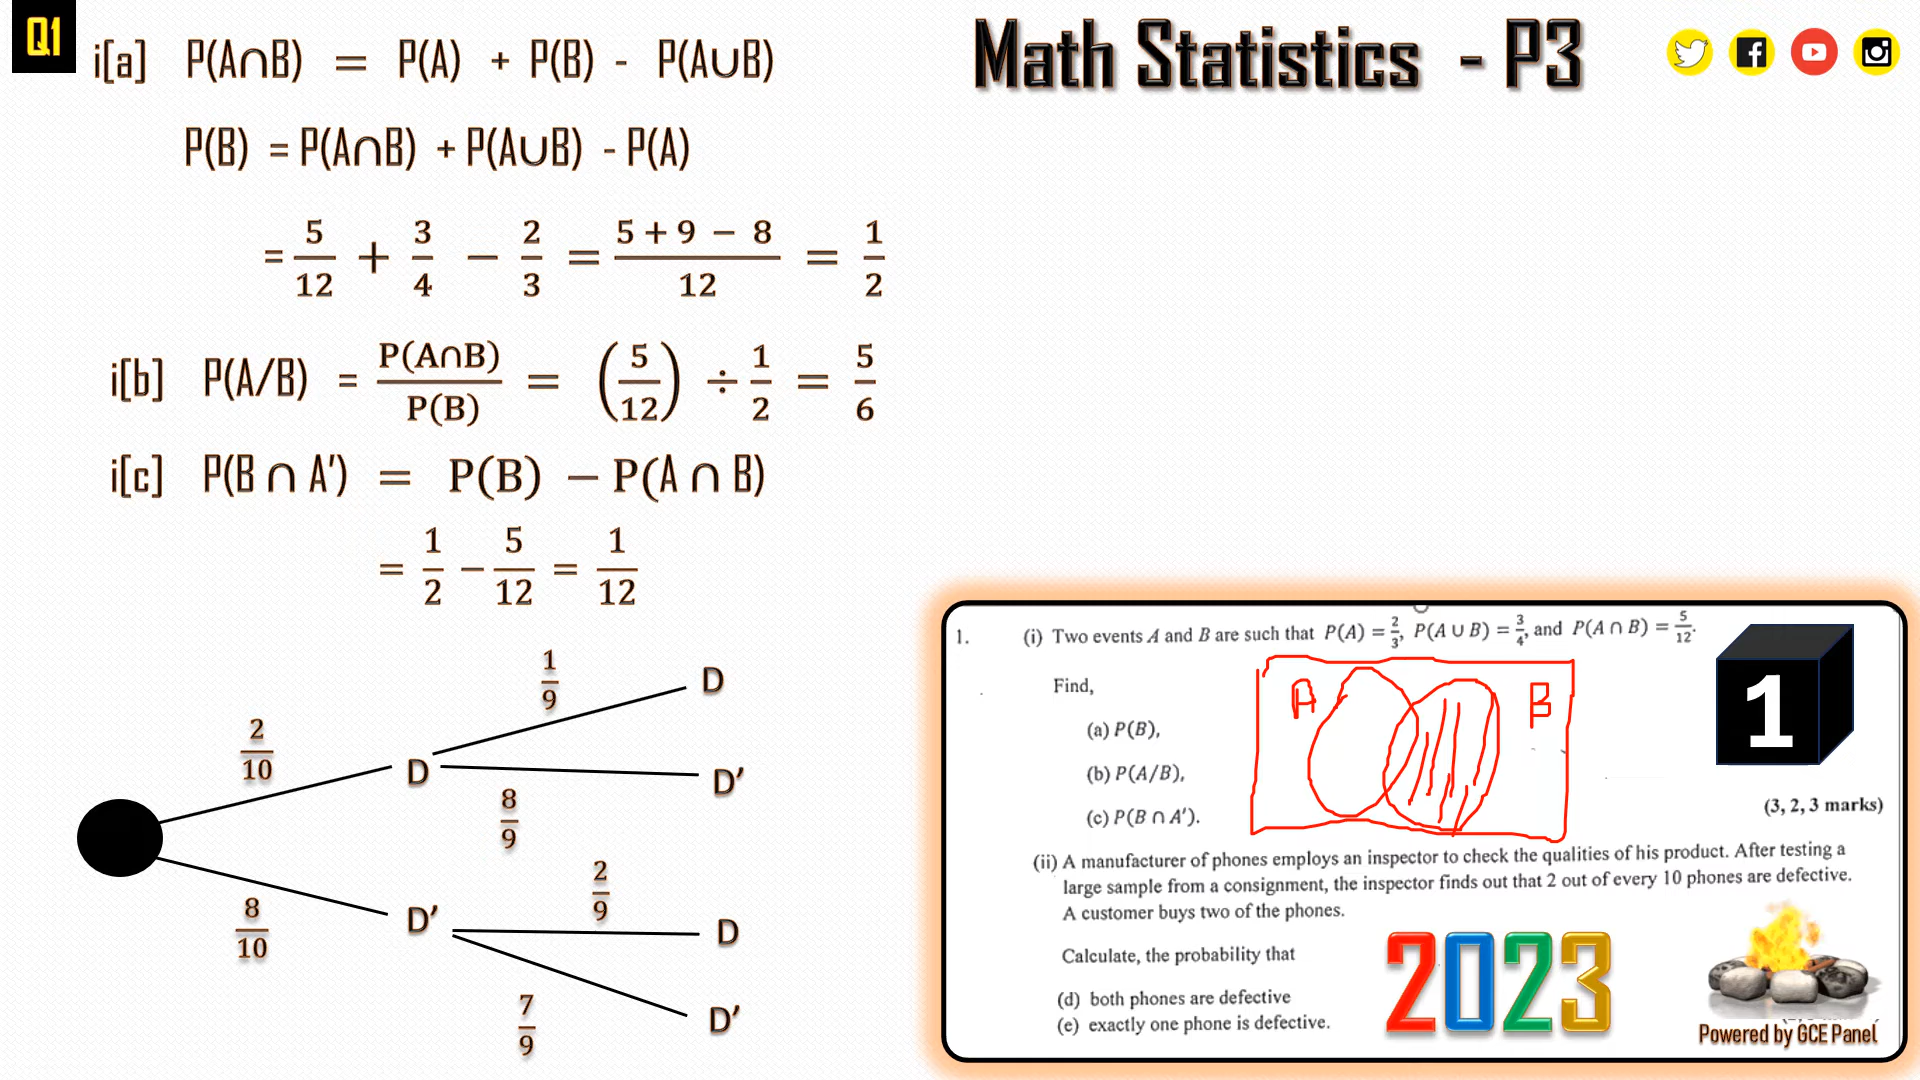 Q1
i[a] P(A∩B) = P(A) + P(B) - P(A∪B)
P(B) = P(A∩B) + P(A∪B) - P(A)
= 5/12 + 3/4 − 2/3 = (5 + 9 − 8)/12 = 1/2
i[b] P(A/B) = P(A∩B)/P(B) = (5/12) ÷ 1/2 = 5/6
i[c] P(B ∩ A′) = P(B) − P(A ∩ B)
= 1/2 − 5/12 = 1/12
2/10
8/10
D
D′
1/9
8/9
2/9
7/9
D
D′
D
D′
Math Statistics - P3
1. (i) Two events A and B are such that P(A) = 2/3, P(A ∪ B) = 3/4, and P(A ∩ B) = 5/12.
Find,
(a) P(B),
(b) P(A/B),
(c) P(B ∩ A′).
A
B
1
(3, 2, 3 marks)
(ii) A manufacturer of phones employs an inspector to check the qualities of his product. After testing a
large sample from a consignment, the inspector finds out that 2 out of every 10 phones are defective.
A customer buys two of the phones.
Calculate, the probability that
(d) both phones are defective
(e) exactly one phone is defective.
2023
Powered by GCE Panel